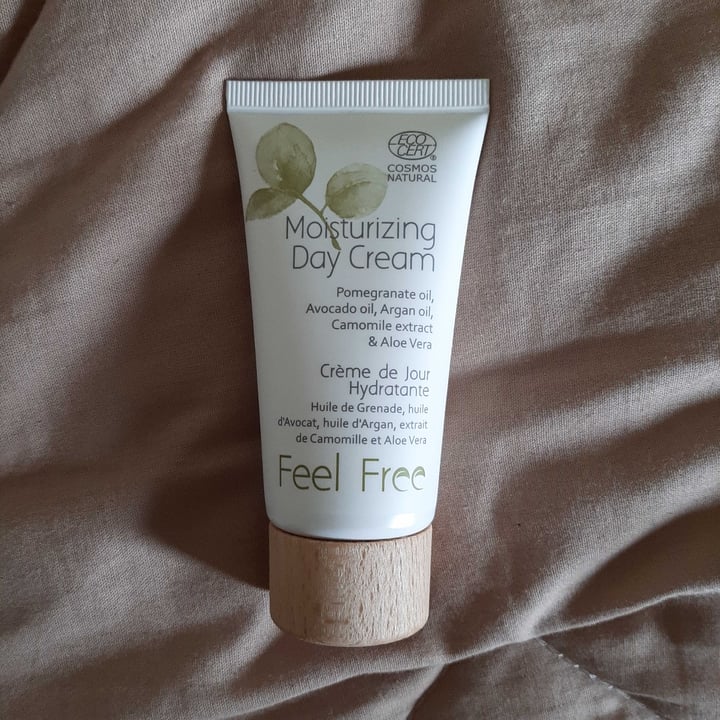 ECO
CERT®
COSMOS
NATURAL
Moisturizing
Day Cream
Pomegranate oil,
Avocado oil, Argan oil,
Camomile extract
& Aloe Vera
Crème de Jour
Hydratante
Huile de Grenade, huile
d'Avocat, huile d'Argan, extrait
de Camomille et Aloe Vera
Feel Free